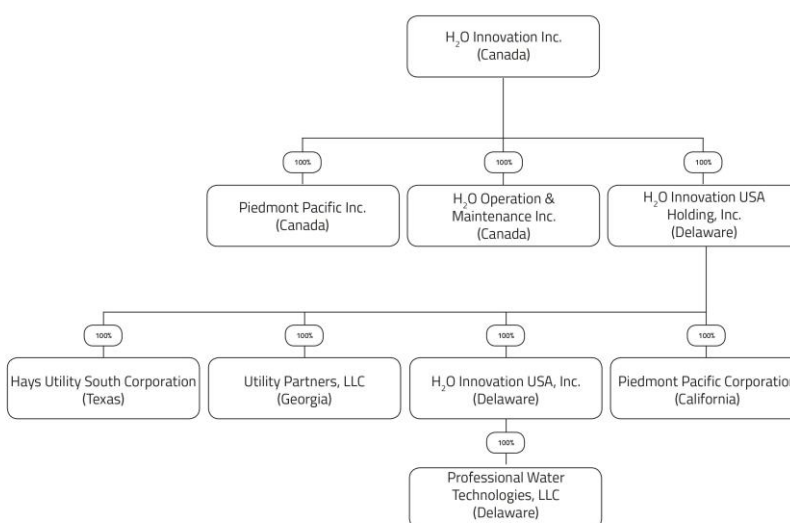 H₂O Innovation Inc.
(Canada)
100%
100%
100%
Piedmont Pacific Inc.
(Canada)
H₂O Operation &
Maintenance Inc.
(Canada)
H₂O Innovation USA
Holding, Inc.
(Delaware)
100%
100%
100%
100%
Hays Utility South Corporation
(Texas)
Utility Partners, LLC
(Georgia)
H₂O Innovation USA, Inc.
(Delaware)
Piedmont Pacific Corporation
(California)
100%
Professional Water
Technologies, LLC
(Delaware)